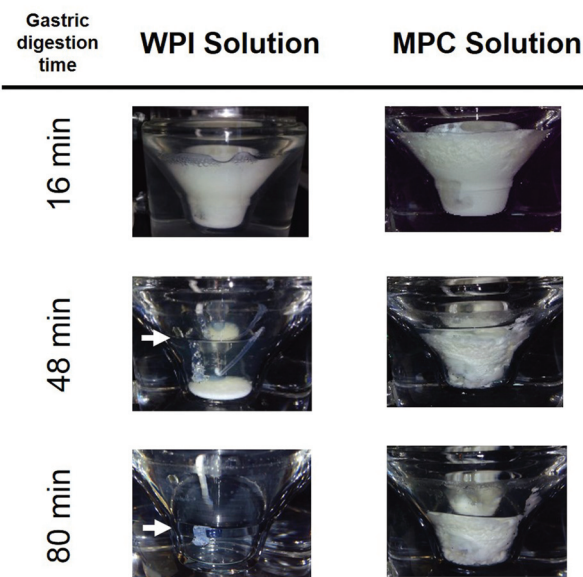 Gastric
digestion
time
WPI Solution
MPC Solution
16 min
48 min
80 min